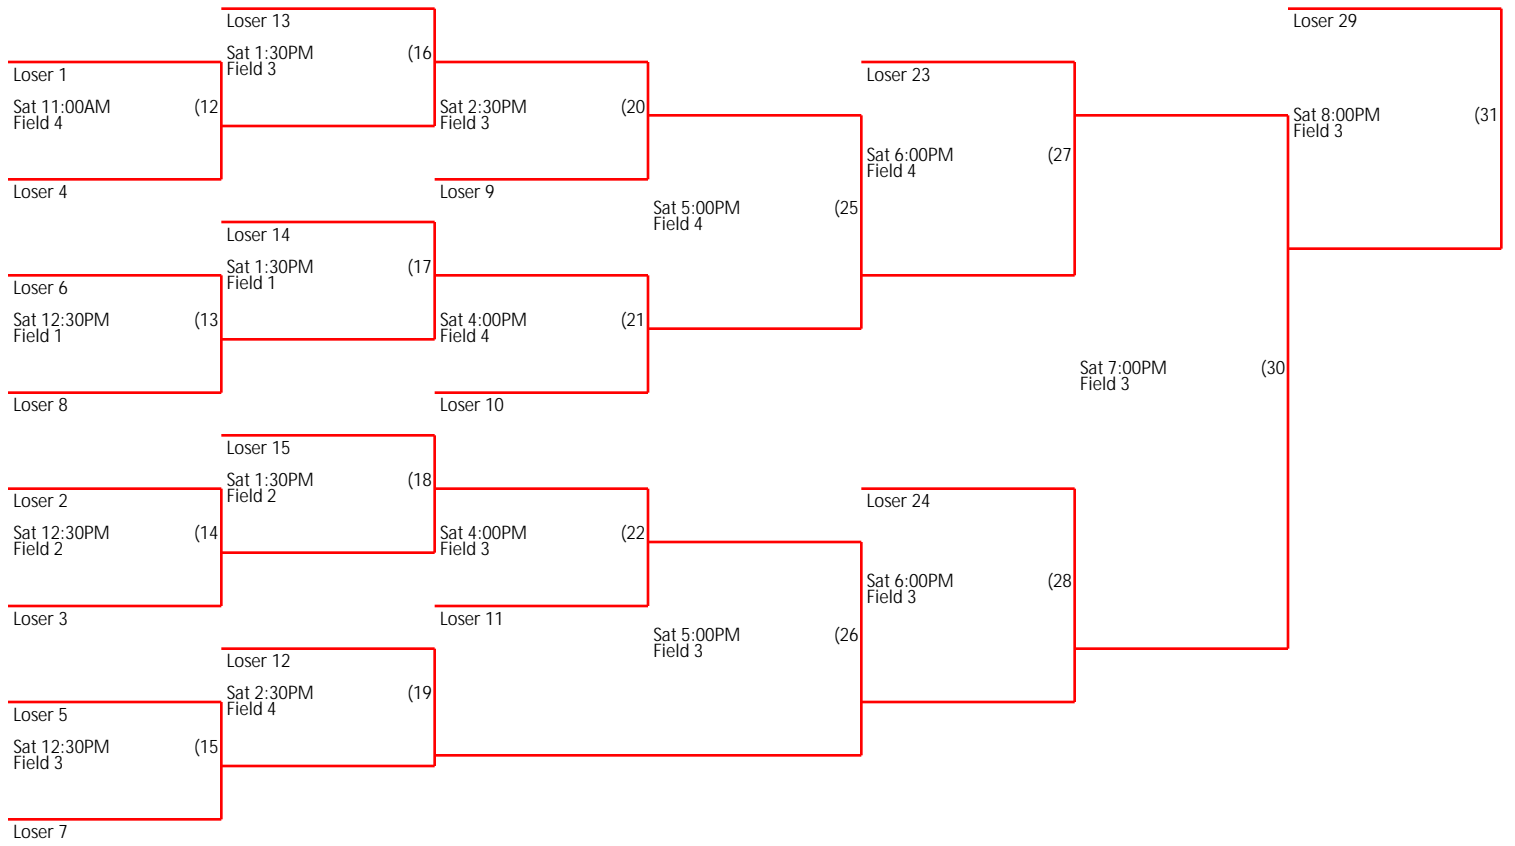 Loser 13
Sat 1:30PM (16
Field 3
Loser 1
Sat 11:00AM (12
Field 4
Loser 4
Sat 2:30PM (20
Field 3
Loser 9
Loser 14
Sat 1:30PM (17
Field 1
Loser 6
Sat 12:30PM (13
Field 1
Loser 8
Sat 4:00PM (21
Field 4
Loser 10
Sat 5:00PM (25
Field 4
Loser 23
Sat 6:00PM (27
Field 4
Loser 15
Sat 1:30PM (18
Field 2
Loser 2
Sat 12:30PM (14
Field 2
Loser 3
Sat 4:00PM (22
Field 3
Loser 11
Loser 12
Sat 2:30PM (19
Field 4
Loser 5
Sat 12:30PM (15
Field 3
Loser 7
Sat 5:00PM (26
Field 3
Loser 24
Sat 6:00PM (28
Field 3
Sat 7:00PM (30
Field 3
Loser 29
Sat 8:00PM (31
Field 3